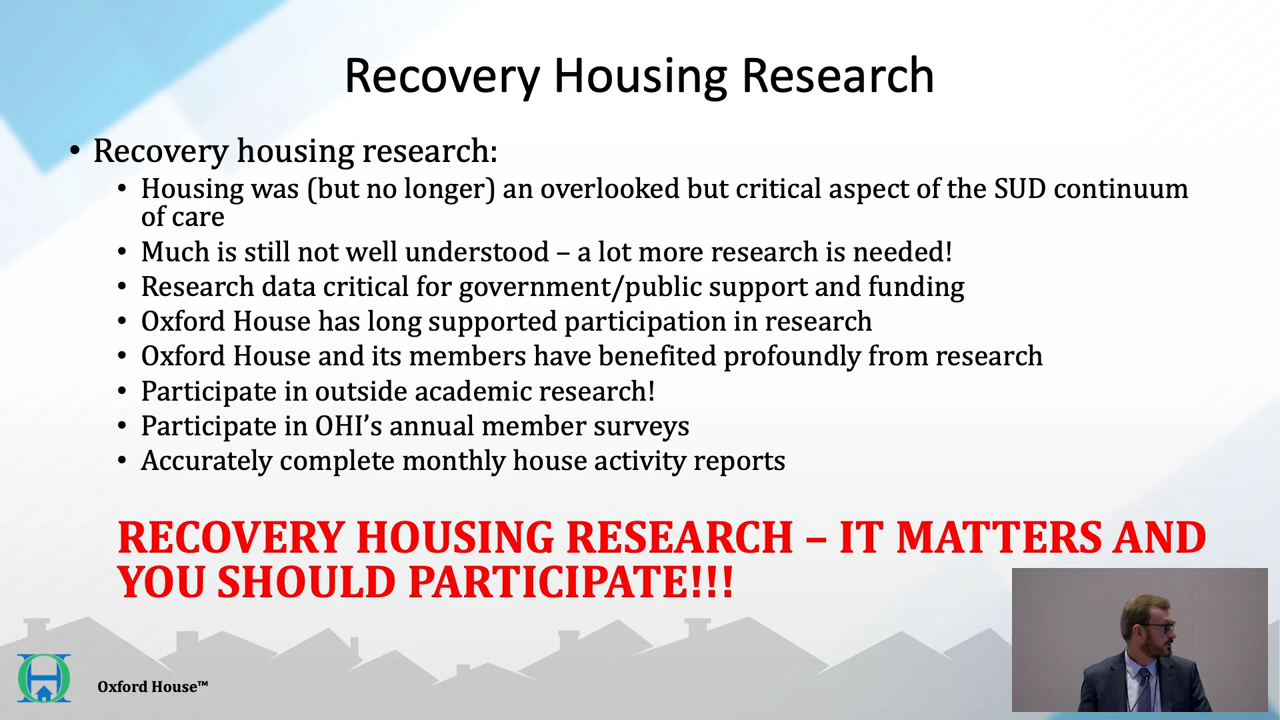 Recovery Housing Research
• Recovery housing research:
• Housing was (but no longer) an overlooked but critical aspect of the SUD continuum
of care
• Much is still not well understood – a lot more research is needed!
• Research data critical for government/public support and funding
• Oxford House has long supported participation in research
• Oxford House and its members have benefited profoundly from research
• Participate in outside academic research!
• Participate in OHI’s annual member surveys
• Accurately complete monthly house activity reports
RECOVERY HOUSING RESEARCH – IT MATTERS AND
YOU SHOULD PARTICIPATE!!!
Oxford House™